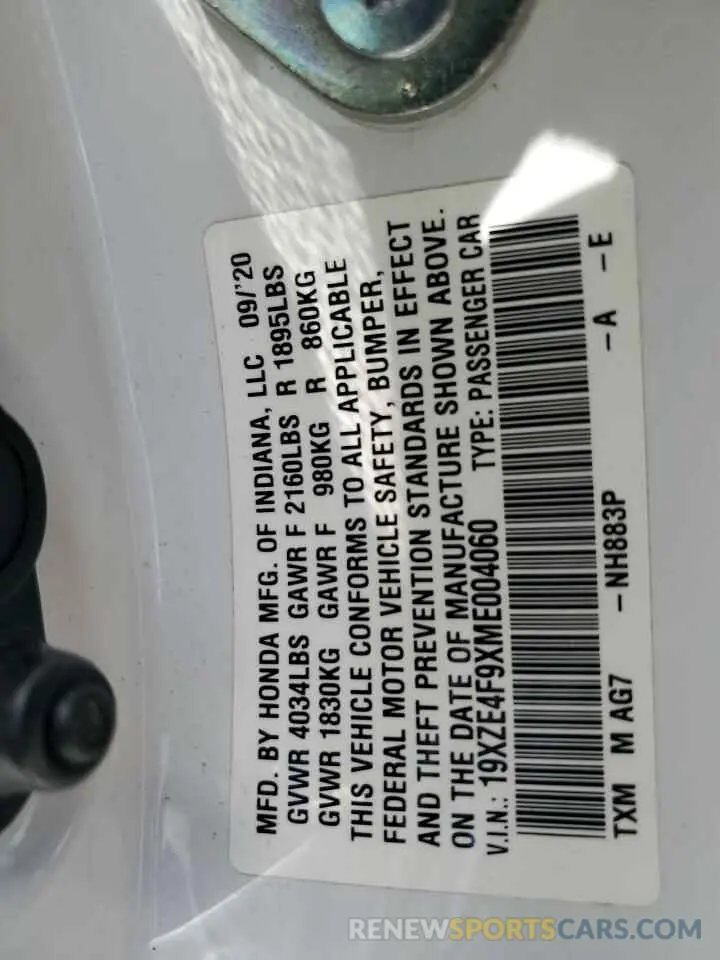 MFD. BY HONDA MFG. OF INDIANA, LLC 09/'20
GVWR 4034LBS GAWR F 2160LBS R 1895LBS
GVWR 1830KG GAWR F 980KG R 860KG
THIS VEHICLE CONFORMS TO ALL APPLICABLE
FEDERAL MOTOR VEHICLE SAFETY, BUMPER,
AND THEFT PREVENTION STANDARDS IN EFFECT
ON THE DATE OF MANUFACTURE SHOWN ABOVE.
V.I.N.: 19XZE4F9XME004060 TYPE: PASSENGER CAR
TXM M AG7 -NH883P -A -E
RENEWSPORTSCARS.COM